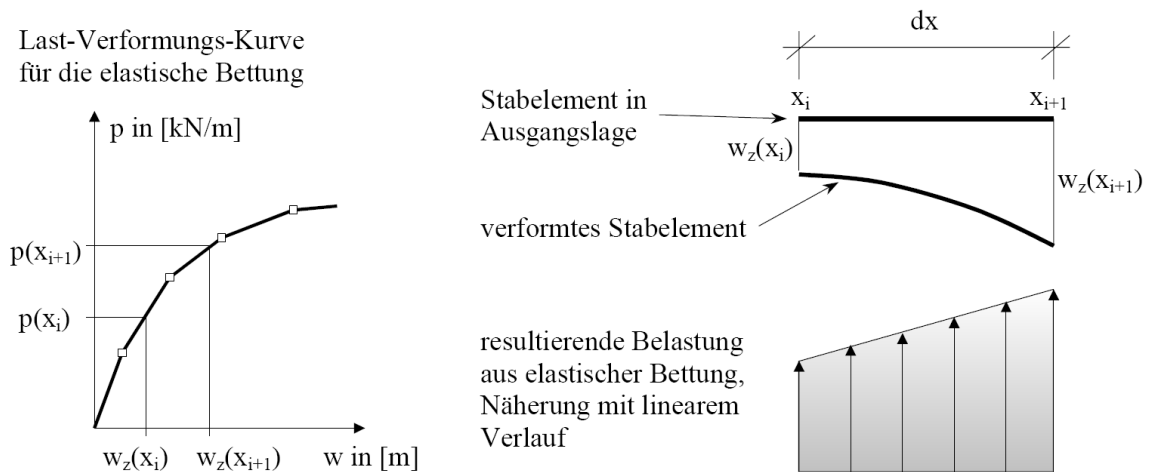 Last-Verformungs-Kurve
für die elastische Bettung
p in [kN/m]
p(xi+1)
p(xi)
wz(xi)
wz(xi+1)
w in [m]
dx
Stabelement in
Ausgangslage
xi
xi+1
wz(xi)
wz(xi+1)
verformtes Stabelement
resultierende Belastung
aus elastischer Bettung,
Näherung mit linearem
Verlauf